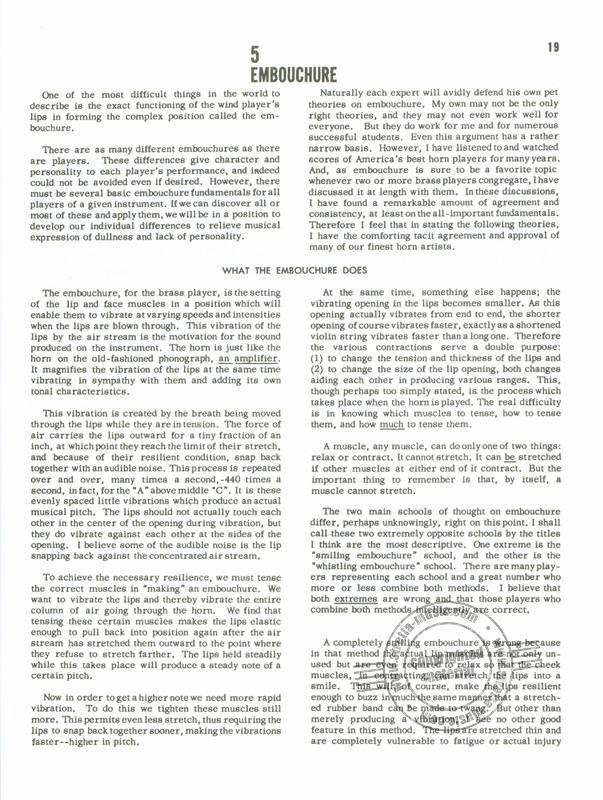 19
5
EMBOUCHURE
One of the most difficult things in the world to
describe is the exact functioning of the wind player's
lips in forming the complex position called the em-
bouchure.
There are as many different embouchures as there
are players. These differences give character and
personality to each player's performance, and indeed
could not be avoided even if desired. However, there
must be several basic embouchure fundamentals for all
players of a given instrument. If we can discover all or
most of these and apply them, we will be in a position to
develop our individual differences to relieve musical
expression of dullness and lack of personality.
Naturally each expert will avidly defend his own pet
theories on embouchure. My own may not be the only
right theories, and they may not even work well for
everyone. But they do work for me and for numerous
successful students. Even this argument has a rather
narrow basis. However, I have listened to and watched
scores of America's best horn players for many years.
And, as embouchure is sure to be a favorite topic
whenever two or more brass players congregate, I have
discussed it at length with them. In these discussions,
I have found a remarkable amount of agreement and
consistency, at least on the all-important fundamentals.
Therefore I feel that in stating the following theories,
I have the comforting tacit agreement and approval of
many of our finest horn artists.
WHAT THE EMBOUCHURE DOES
The embouchure, for the brass player, is the setting
of the lip and face muscles in a position which will
enable them to vibrate at varying speeds and intensities
when the lips are blown through. This vibration of the
lips by the air stream is the motivation for the sound
produced on the instrument. The horn is just like the
horn on the old-fashioned phonograph, an amplifier.
It magnifies the vibration of the lips at the same time
vibrating in sympathy with them and adding its own
tonal characteristics.
This vibration is created by the breath being moved
through the lips while they are in tension. The force of
air carries the lips outward for a tiny fraction of an
inch, at which point they reach the limit of their stretch,
and because of their resilient condition, snap back
together with an audible noise. This process is repeated
over and over, many times a second,-440 times a
second, in fact, for the "A" above middle "C". It is these
evenly spaced little vibrations which produce an actual
musical pitch. The lips should not actually touch each
other in the center of the opening during vibration, but
they do vibrate against each other at the sides of the
opening. I believe some of the audible noise is the lip
snapping back against the concentrated air stream.
To achieve the necessary resilience, we must tense
the correct muscles in "making" an embouchure. We
want to vibrate the lips and thereby vibrate the entire
column of air going through the horn. We find that
tensing these certain muscles makes the lips elastic
enough to pull back into position again after the air
stream has stretched them outward to the point where
they refuse to stretch farther. The lips held steadily
while this takes place will produce a steady note of a
certain pitch.
Now in order to get a higher note we need more rapid
vibration. To do this we tighten these muscles still
more. This permits even less stretch, thus requiring the
lips to snap back together sooner, making the vibrations
faster--higher in pitch.
At the same time, something else happens; the
vibrating opening in the lips becomes smaller. As this
opening actually vibrates from end to end, the shorter
opening of course vibrates faster, exactly as a shortened
violin string vibrates faster than a long one. Therefore
the various contractions serve a double purpose:
(1) to change the tension and thickness of the lips and
(2) to change the size of the lip opening, both changes
aiding each other in producing various ranges. This,
though perhaps too simply stated, is the process which
takes place when the horn is played. The real difficulty
is in knowing which muscles to tense, how to tense
them, and how much to tense them.
A muscle, any muscle, can do only one of two things:
relax or contract. It cannot stretch. It can be stretched
if other muscles at either end of it contract. But the
important thing to remember is that, by itself, a
muscle cannot stretch.
The two main schools of thought on embouchure
differ, perhaps unknowingly, right on this point. I shall
call these two extremely opposite schools by the titles
I think are the most descriptive. One extreme is the
"smiling embouchure" school, and the other is the
"whistling embouchure" school. There are many play-
ers representing each school and a great number who
more or less combine both methods. I believe that
both extremes are wrong and that those players who
combine both methods intelligently are correct.
A completely smiling embouchure is wrong because
in that method the actual lip muscles are not only un-
used but are even required to relax so that the cheek
muscles, in contracting, can stretch the lips into a
smile. This will, of course, make the lips resilient
enough to buzz in much the same manner that a stretch-
ed rubber band can be made to twang. But other than
merely producing a vibration, I see no other good
feature in this method. The lips are stretched thin and
are completely vulnerable to fatigue or actual injury